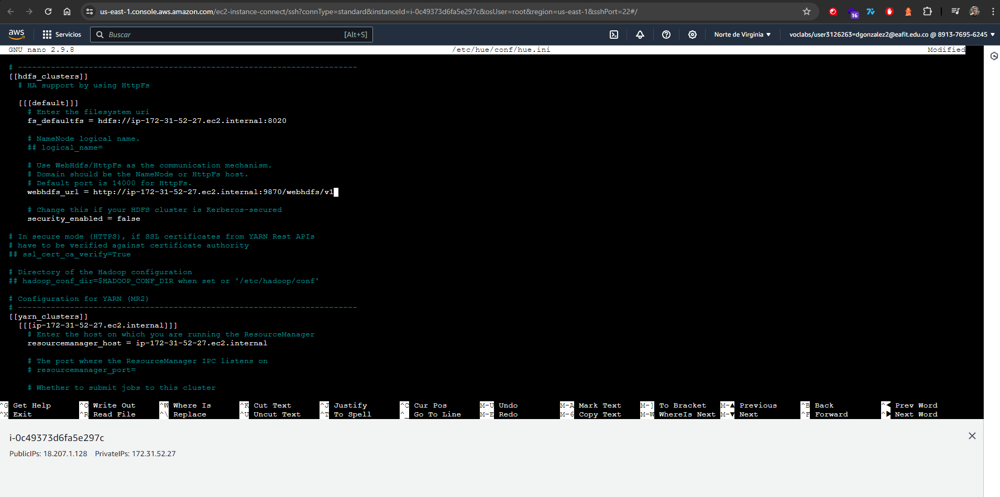 us-east-1.console.aws.amazon.com/ec2-instance-connect/ssh?connType=standard&instanceId=i-0c49373d6fa5e297c&osUser=root&region=us-east-1&sshPort=22#/
16
aws
Servicios
Buscar
[Alt+S]
Norte de Virginia
voclabs/user3126263=dgonzalez2@eafit.edu.co @ 8913-7695-6245
GNU nano 2.9.8 /etc/hue/conf/hue.ini Modified
# ------------------------------------------------------------------------
[[hdfs_clusters]]
# HA support by using HttpFs
[[[default]]]
# Enter the filesystem uri
fs_defaultfs = hdfs://ip-172-31-52-27.ec2.internal:8020
# NameNode logical name.
## logical_name=
# Use WebHdfs/HttpFs as the communication mechanism.
# Domain should be the NameNode or HttpFs host.
# Default port is 14000 for HttpFs.
webhdfs_url = http://ip-172-31-52-27.ec2.internal:9870/webhdfs/v1
# Change this if your HDFS cluster is Kerberos-secured
security_enabled = false
# In secure mode (HTTPS), if SSL certificates from YARN Rest APIs
# have to be verified against certificate authority
## ssl_cert_ca_verify=True
# Directory of the Hadoop configuration
## hadoop_conf_dir=$HADOOP_CONF_DIR when set or '/etc/hadoop/conf'
# Configuration for YARN (MR2)
# ------------------------------------------------------------------------
[[yarn_clusters]]
[[[ip-172-31-52-27.ec2.internal]]]
# Enter the host on which you are running the ResourceManager
resourcemanager_host = ip-172-31-52-27.ec2.internal
# The port where the ResourceManager IPC listens on
# resourcemanager_port=
# Whether to submit jobs to this cluster
^G Get Help ^O Write Out ^W Where Is ^K Cut Text ^J Justify ^C Cur Pos M-U Undo M-A Mark Text M-] To Bracket M-▲ Previous ^B Back ^◀ Prev Word
^X Exit ^R Read File ^\ Replace ^U Uncut Text ^T To Spell ^_ Go To Line M-E Redo M-6 Copy Text M-W WhereIs Next M-▼ Next ^F Forward ^▶ Next Word
i-0c49373d6fa5e297c
PublicIPs: 18.207.1.128 PrivateIPs: 172.31.52.27